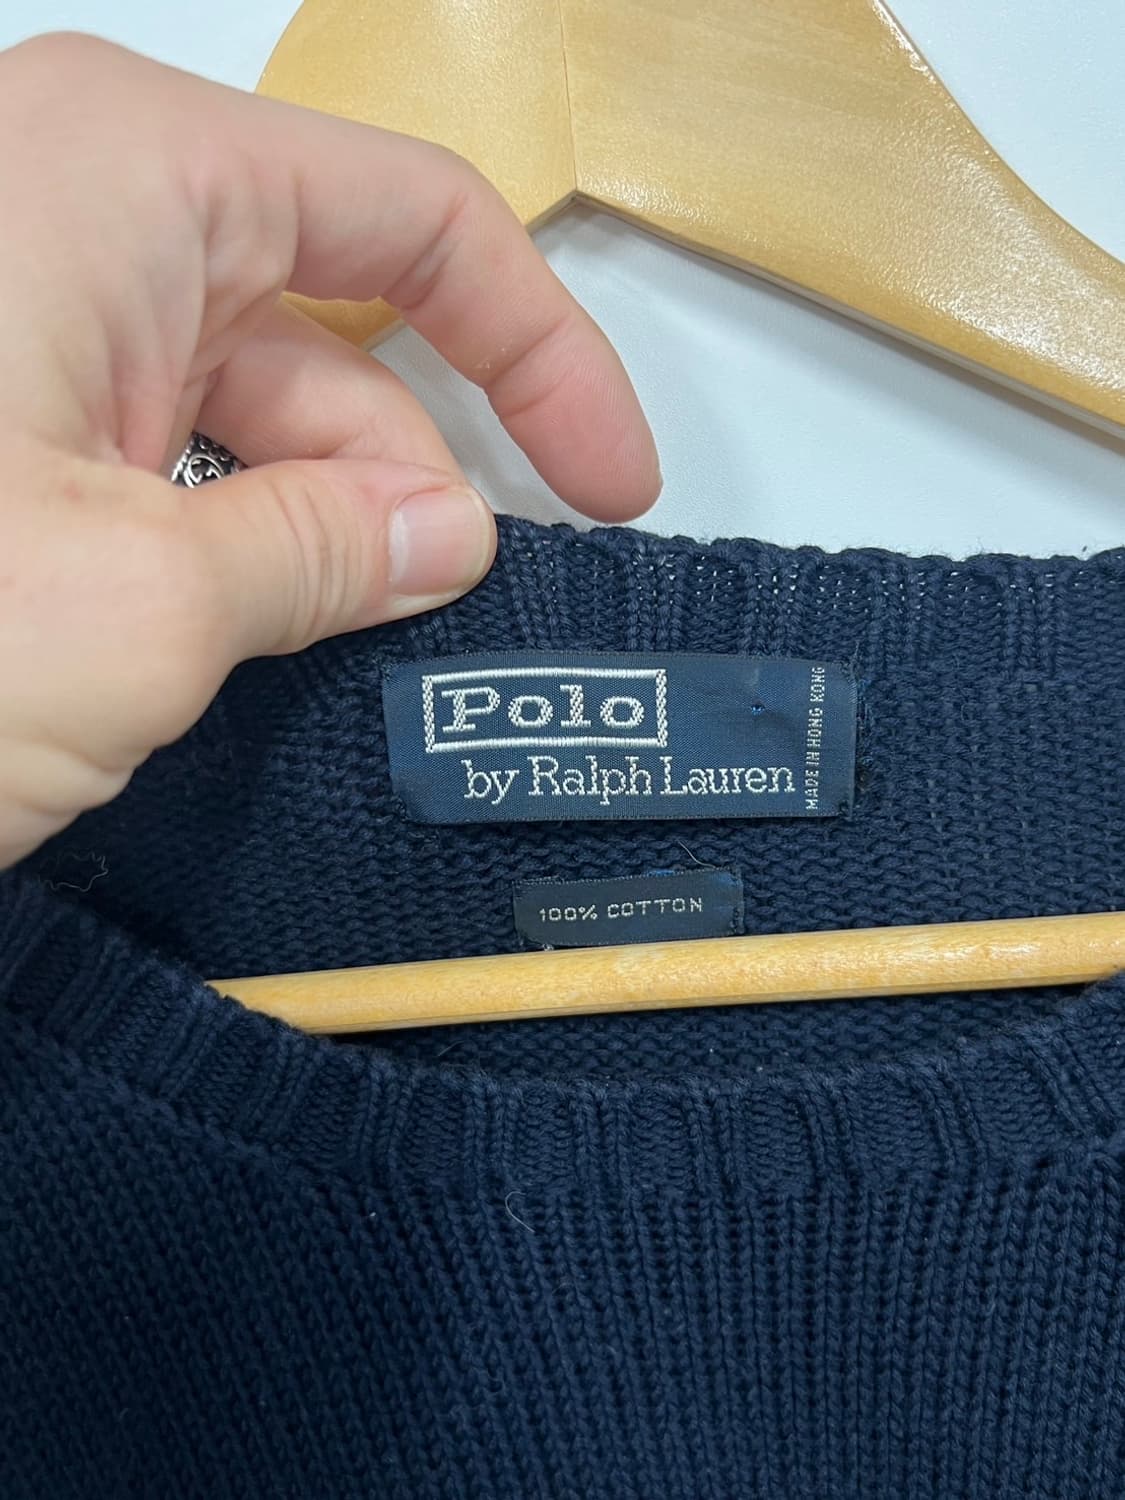 Polo
by Ralph Lauren
MADE IN HONG KONG
100% COTTON